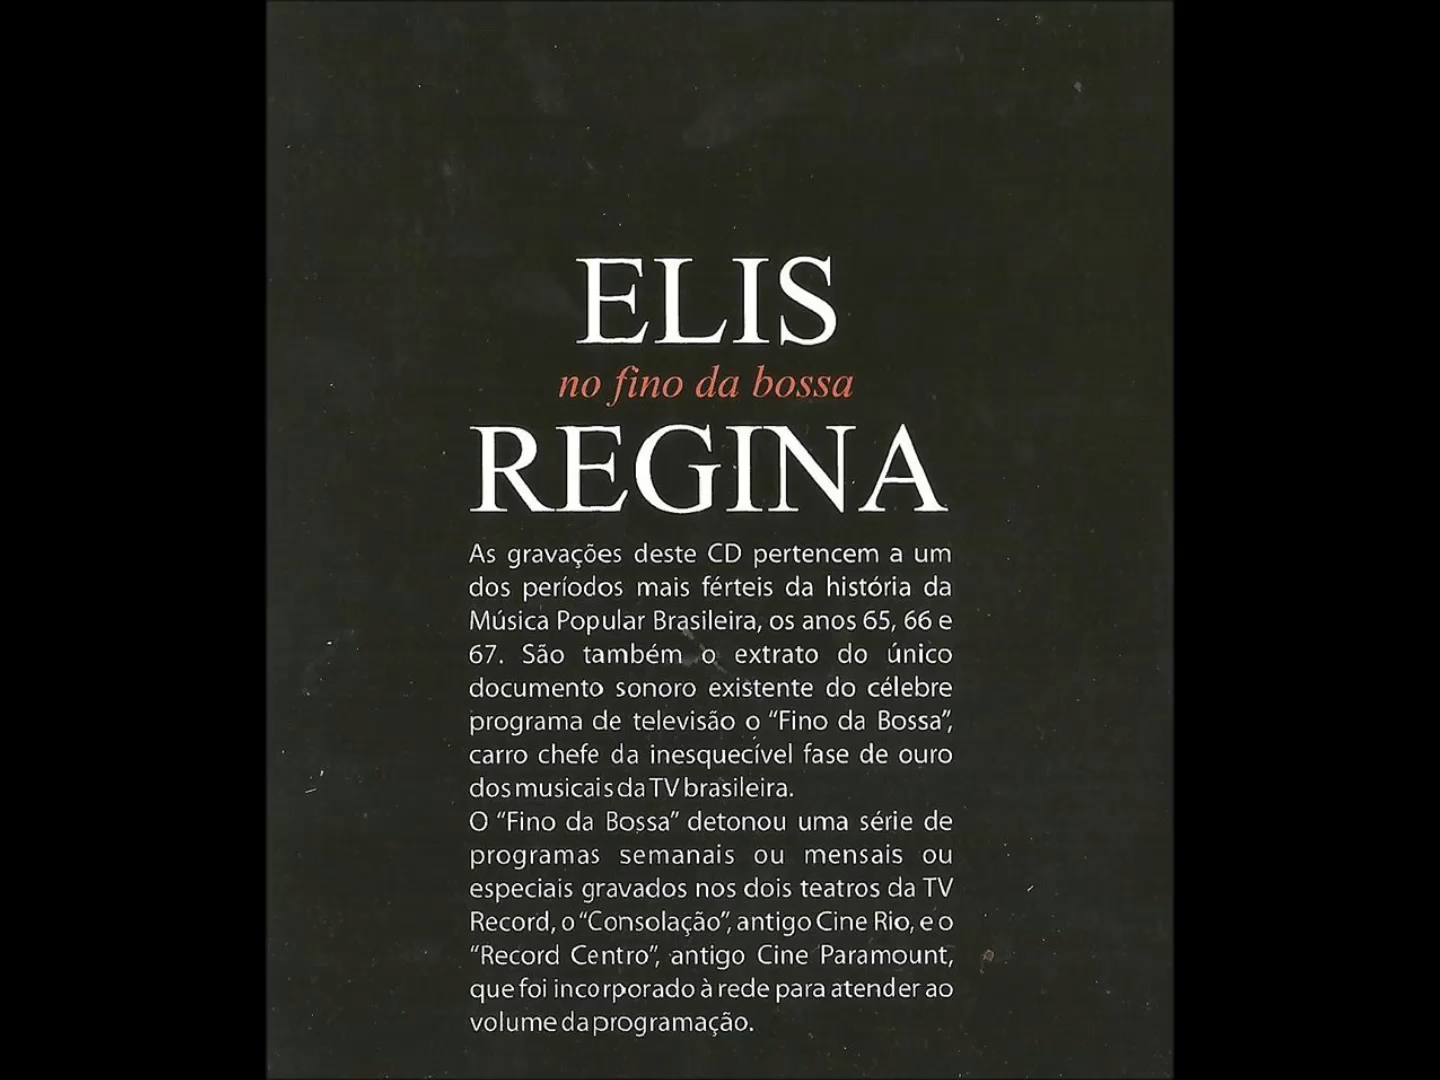 ELIS
no fino da bossa
REGINA
As gravações deste CD pertencem a um
dos períodos mais férteis da história da
Música Popular Brasileira, os anos 65, 66 e
67. São também o extrato do único
documento sonoro existente do célebre
programa de televisão o “Fino da Bossa”,
carro chefe da inesquecível fase de ouro
dos musicais da TV brasileira.
O “Fino da Bossa” detonou uma série de
programas semanais ou mensais ou
especiais gravados nos dois teatros da TV
Record, o “Consolação”, antigo Cine Rio, e o
“Record Centro”, antigo Cine Paramount,
que foi incorporado à rede para atender ao
volume da programação.